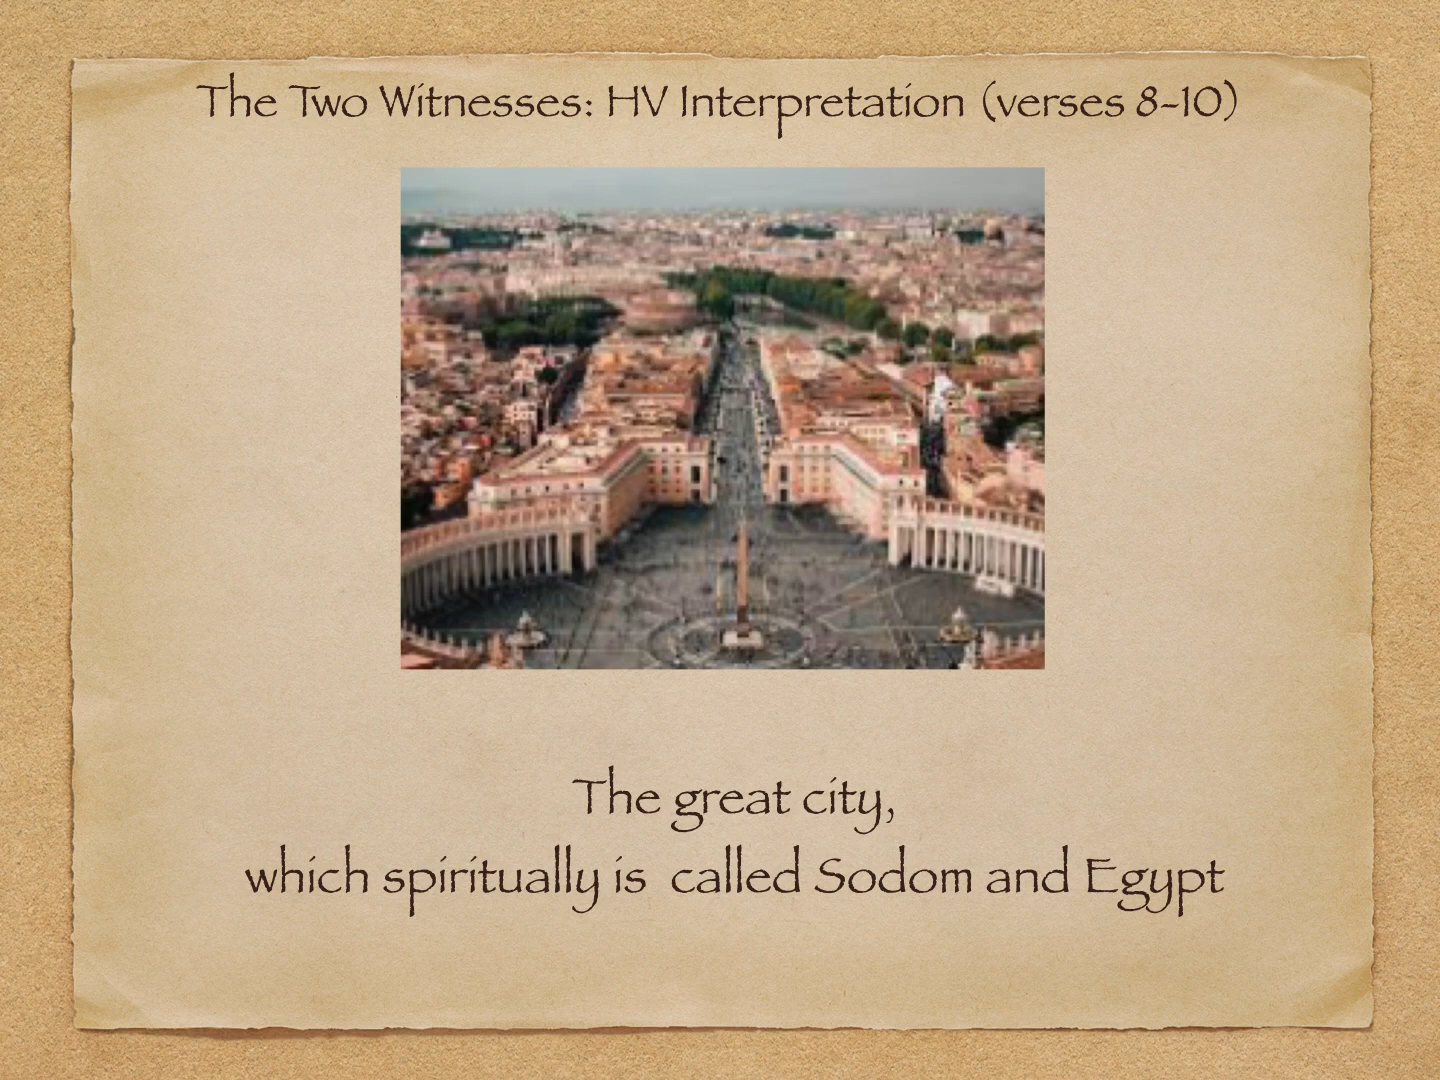 The Two Witnesses: HV Interpretation (verses 8-10)
The great city,
which spiritually is called Sodom and Egypt